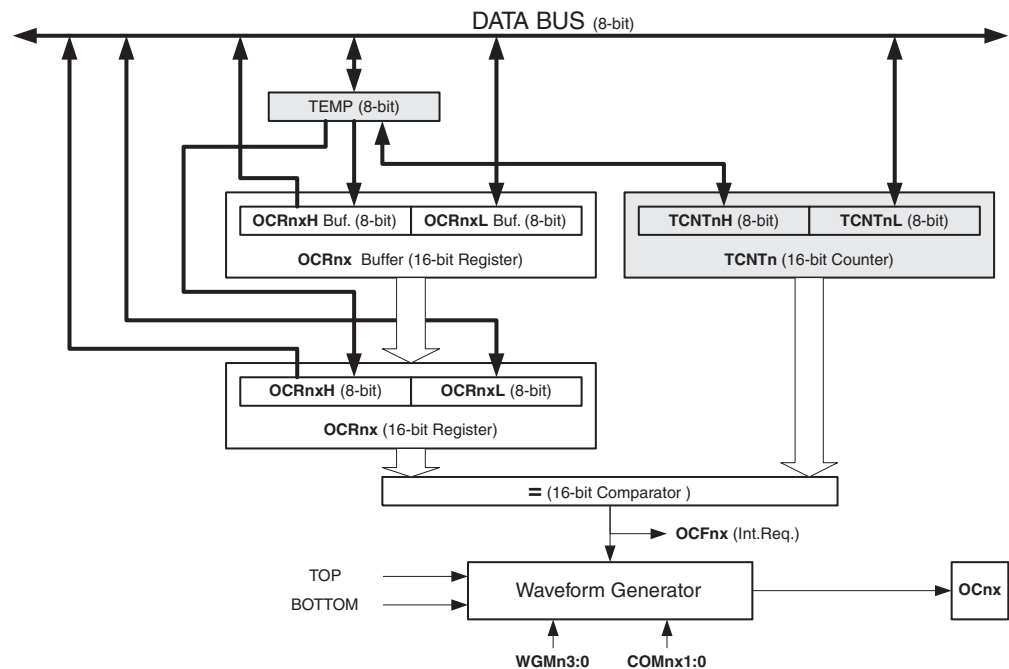 DATA BUS (8-bit)
TEMP (8-bit)
OCRnxH Buf. (8-bit)
OCRnxL Buf. (8-bit)
OCRnx Buffer (16-bit Register)
TCNTnH (8-bit)
TCNTnL (8-bit)
TCNTn (16-bit Counter)
OCRnxH (8-bit)
OCRnxL (8-bit)
OCRnx (16-bit Register)
= (16-bit Comparator )
OCFnx (Int.Req.)
TOP
BOTTOM
Waveform Generator
OCnx
WGMn3:0
COMnx1:0